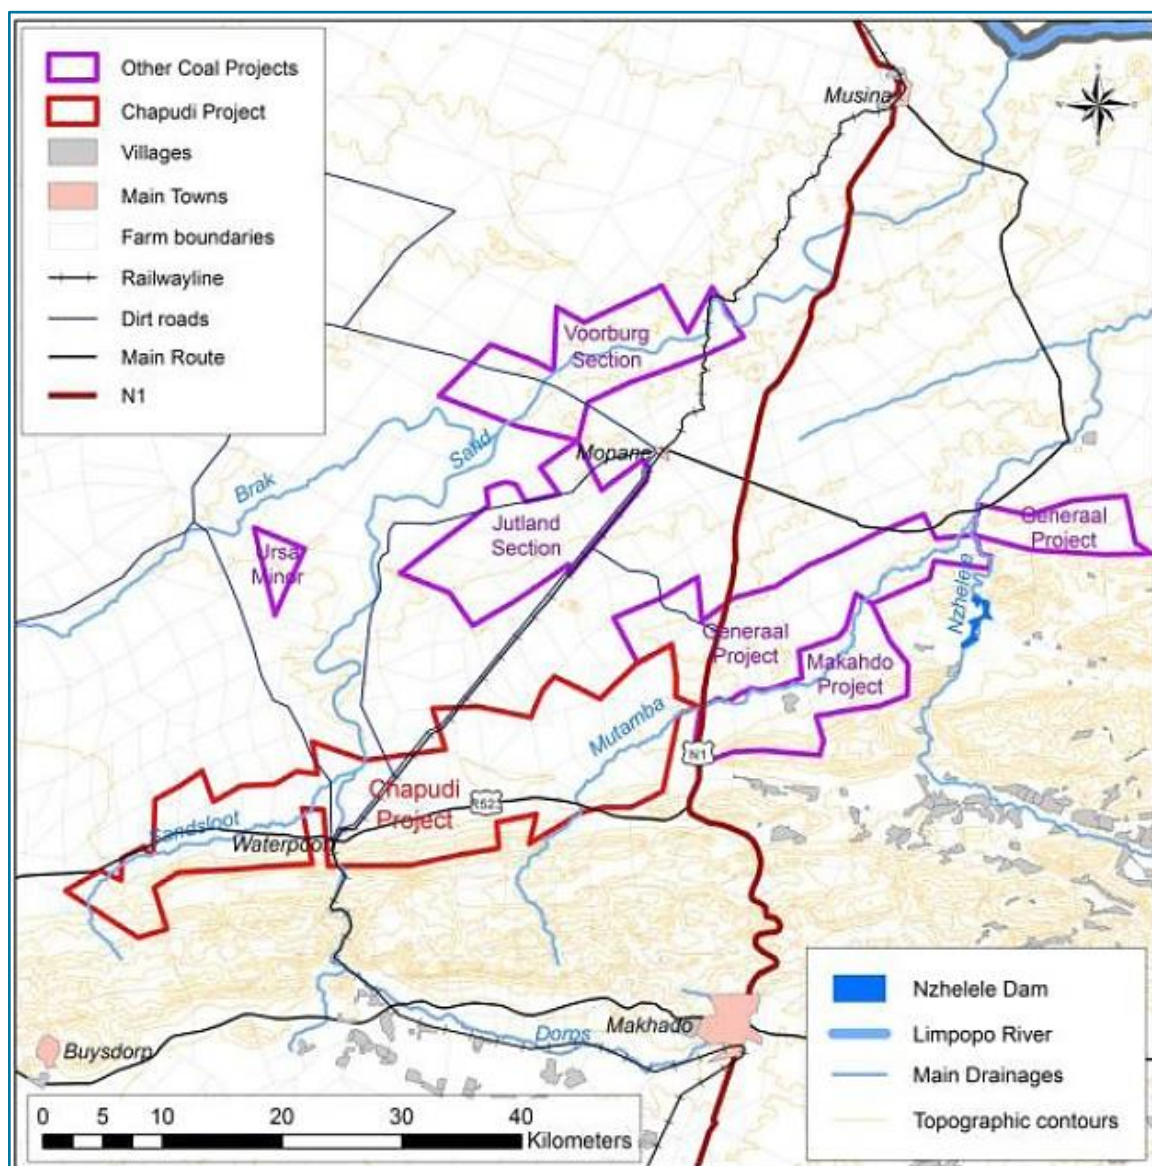 Other Coal Projects
Chapudi Project
Villages
Main Towns
Farm boundaries
Railwayline
Dirt roads
Main Route
N1
Musina
Voorburg
Section
Sand
Mopane
Brak
Ursa
Minor
Jutland
Section
Generaal
Project
Nzhelele
Generaal
Project
Makahdo
Project
Mutamba
N1
Chapudi
Project
R523
Sandsloot
Waterpoort
Makhado
Dorps
Buysdorp
0 5 10 20 30 40
Kilometers
Nzhelele Dam
Limpopo River
Main Drainages
Topographic contours